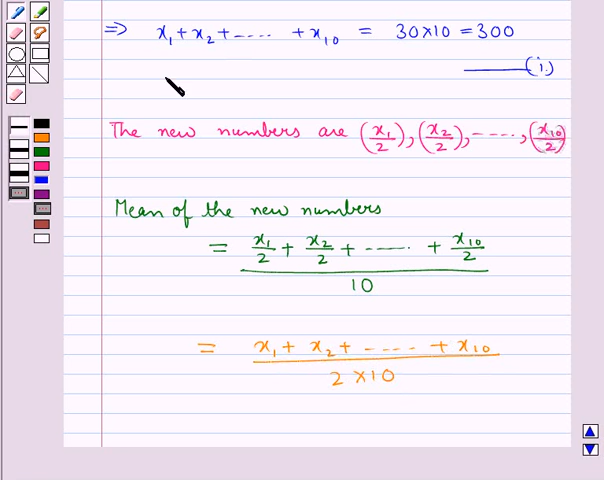 ⇒ x₁ + x₂ + ----- + x₁₀ = 30×10 = 300
——(i)
The new numbers are (x₁/2), (x₂/2), -----, (x₁₀/2)
Mean of the new numbers
= (x₁/2 + x₂/2 + ----- + x₁₀/2)/10
= (x₁ + x₂ + ----- + x₁₀)/(2×10)